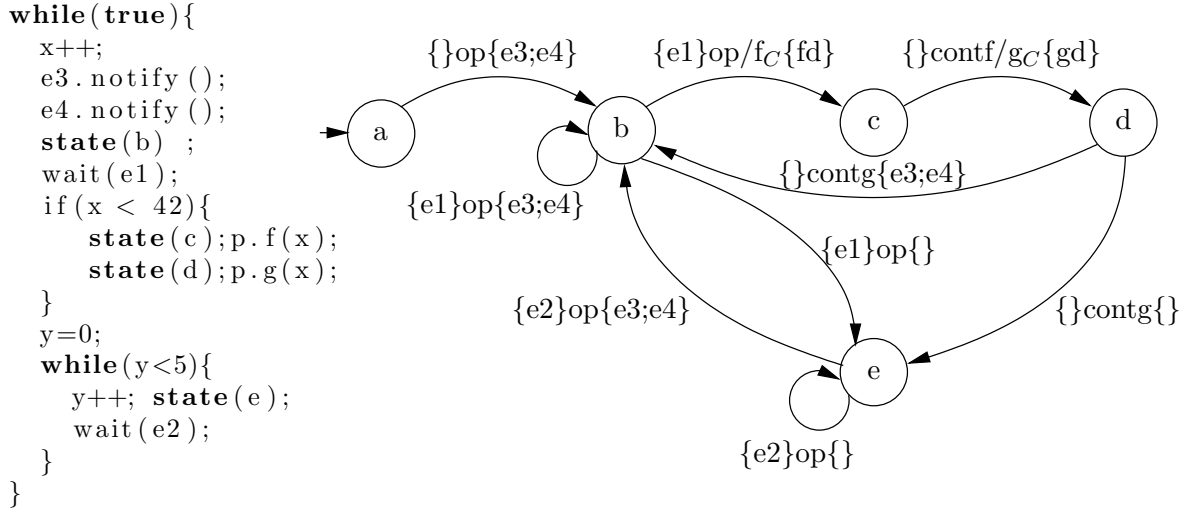 while(true){
x++;
e3.notify();
e4.notify();
state(b) ;
wait(e1);
if(x < 42){
state(c);p.f(x);
state(d);p.g(x);
}
y=0;
while(y<5){
y++; state(e);
wait(e2);
}
}
{}op{e3;e4}
{e1}op/f_C{fd}
{}contf/g_C{gd}
a
b
c
d
{}contg{e3;e4}
{e1}op{e3;e4}
{e1}op{}
{e2}op{e3;e4}
{}contg{}
e
{e2}op{}